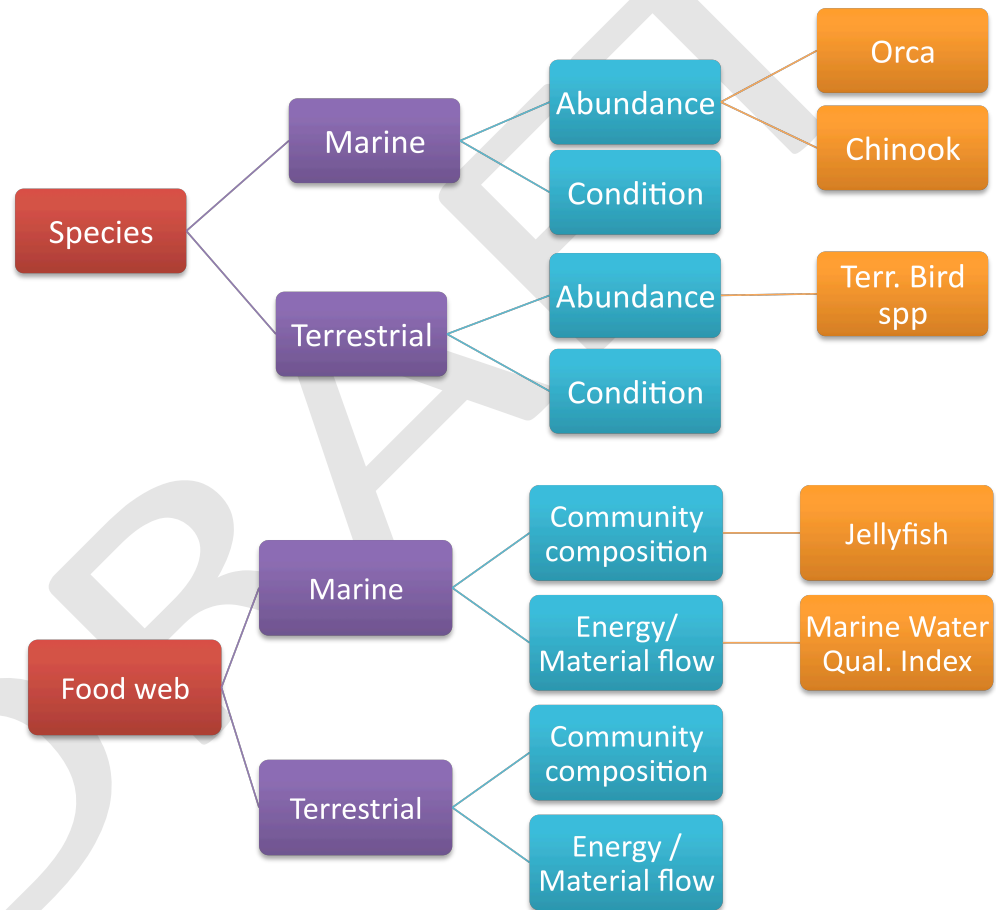 Species
Marine
Abundance
Orca
Chinook
Condition
Terrestrial
Abundance
Terr. Bird
spp
Condition
Food web
Marine
Community
composition
Jellyfish
Energy/
Material flow
Marine Water
Qual. Index
Terrestrial
Community
composition
Energy /
Material flow
DRAFT